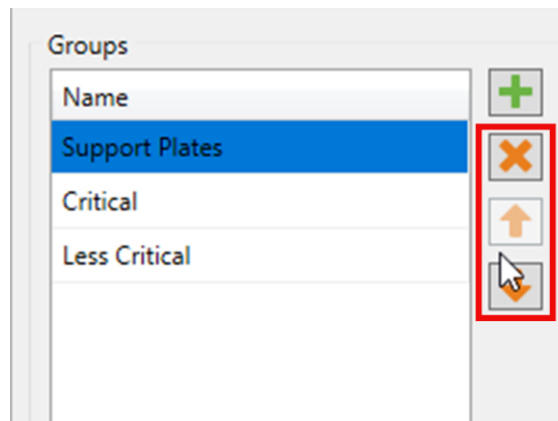 Groups
Name
Support Plates
Critical
Less Critical